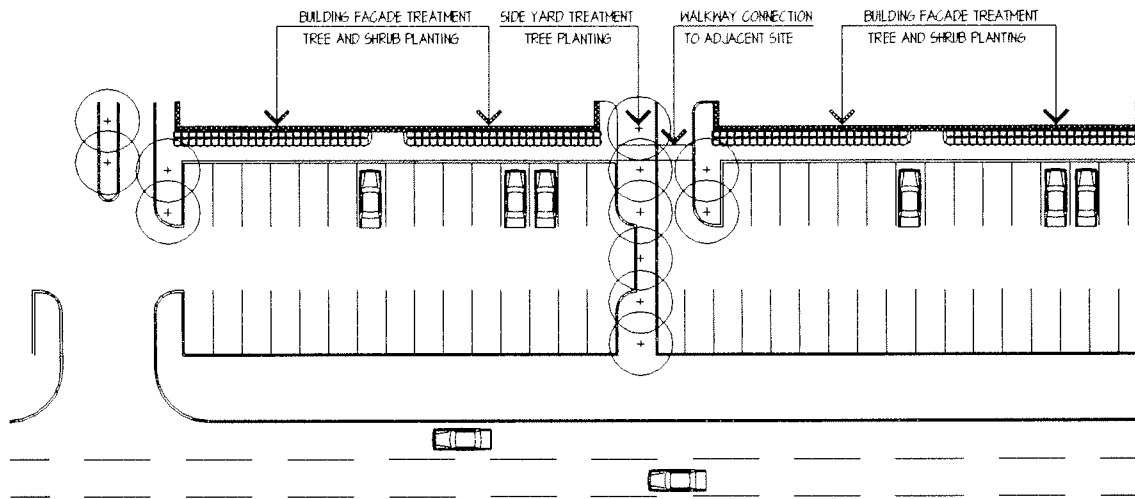 BUILDING FACADE TREATMENT
TREE AND SHRUB PLANTING
SIDE YARD TREATMENT
TREE PLANTING
WALKWAY CONNECTION
TO ADJACENT SITE
BUILDING FACADE TREATMENT
TREE AND SHRUB PLANTING